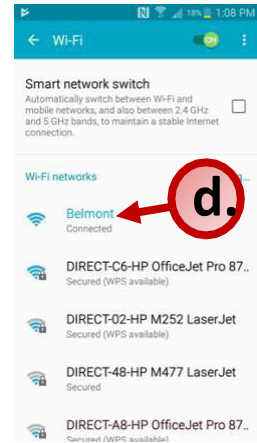 18% 1:08 PM
Wi-Fi ON
Smart network switch
Automatically switch between Wi-Fi and
mobile networks, and also between 2.4 GHz
and 5 GHz bands, to maintain a stable Internet
connection.
Wi-Fi networks
d.
Belmont
Connected
DIRECT-C6-HP OfficeJet Pro 87..
Secured (WPS available)
DIRECT-02-HP M252 LaserJet
Secured (WPS available)
DIRECT-48-HP M477 LaserJet
Secured
DIRECT-A8-HP OfficeJet Pro 87..
Secured (WPS available)